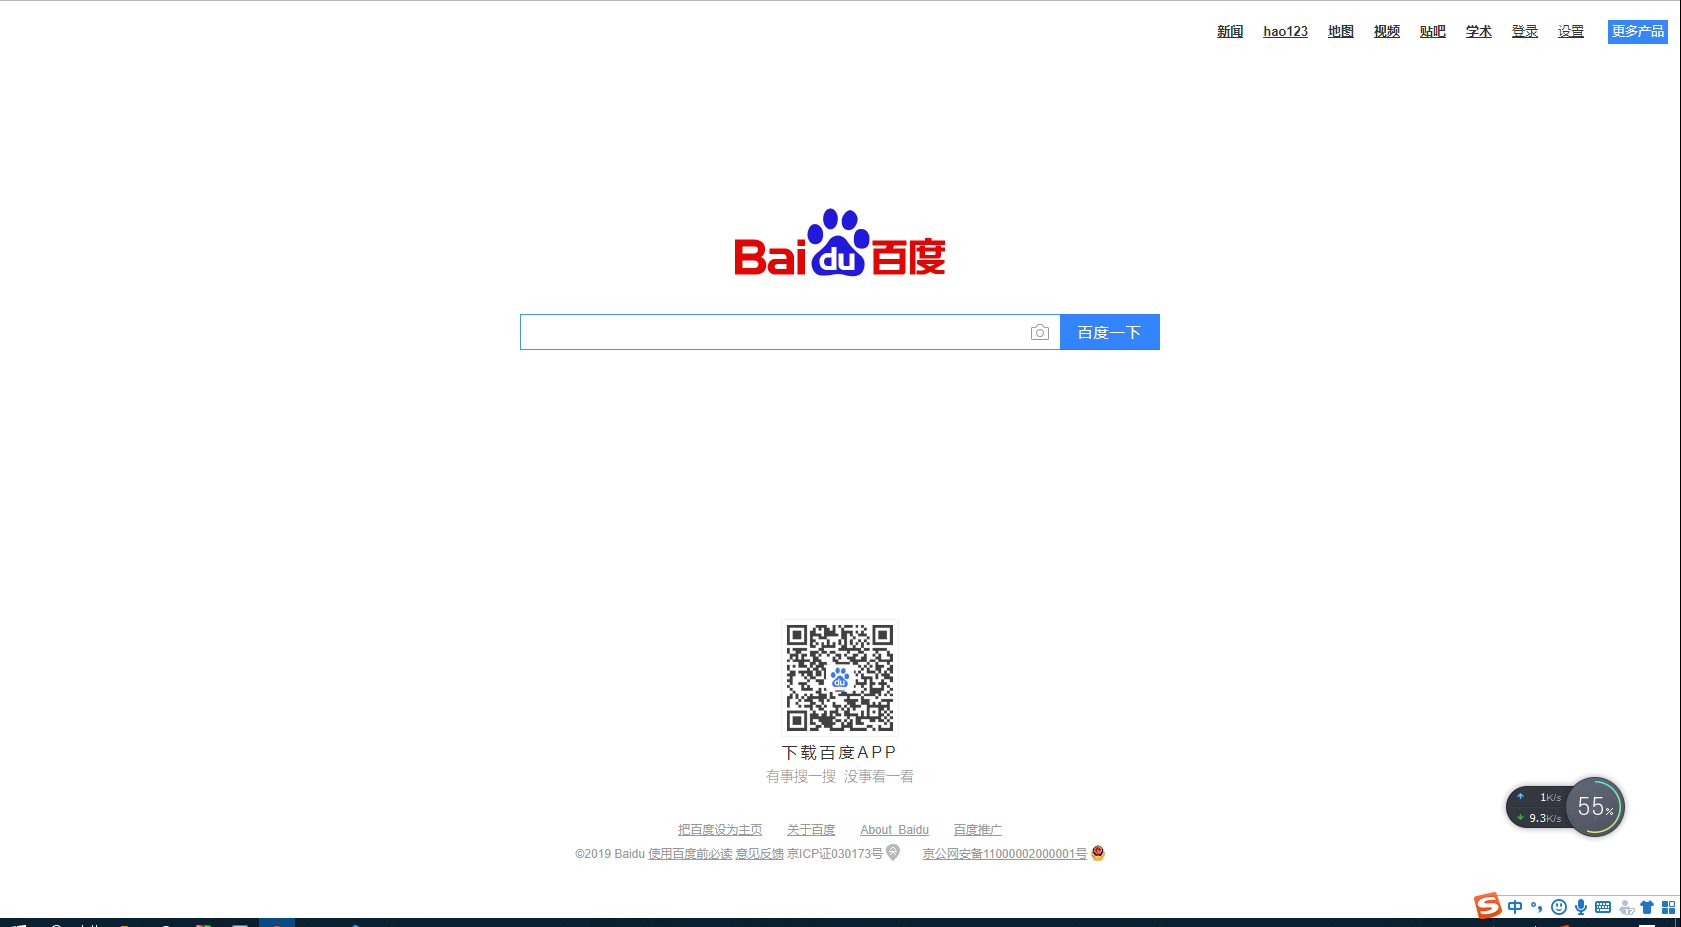 新闻 hao123 地图 视频 贴吧 学术 登录 设置 更多产品
Bai du 百度
百度一下
du
下载百度APP
有事搜一搜 没事看一看
1K/s
55%
9.3K/s
把百度设为主页 关于百度 About Baidu 百度推广
©2019 Baidu 使用百度前必读 意见反馈 京ICP证030173号 京公网安备11000002000001号
S 中 °,